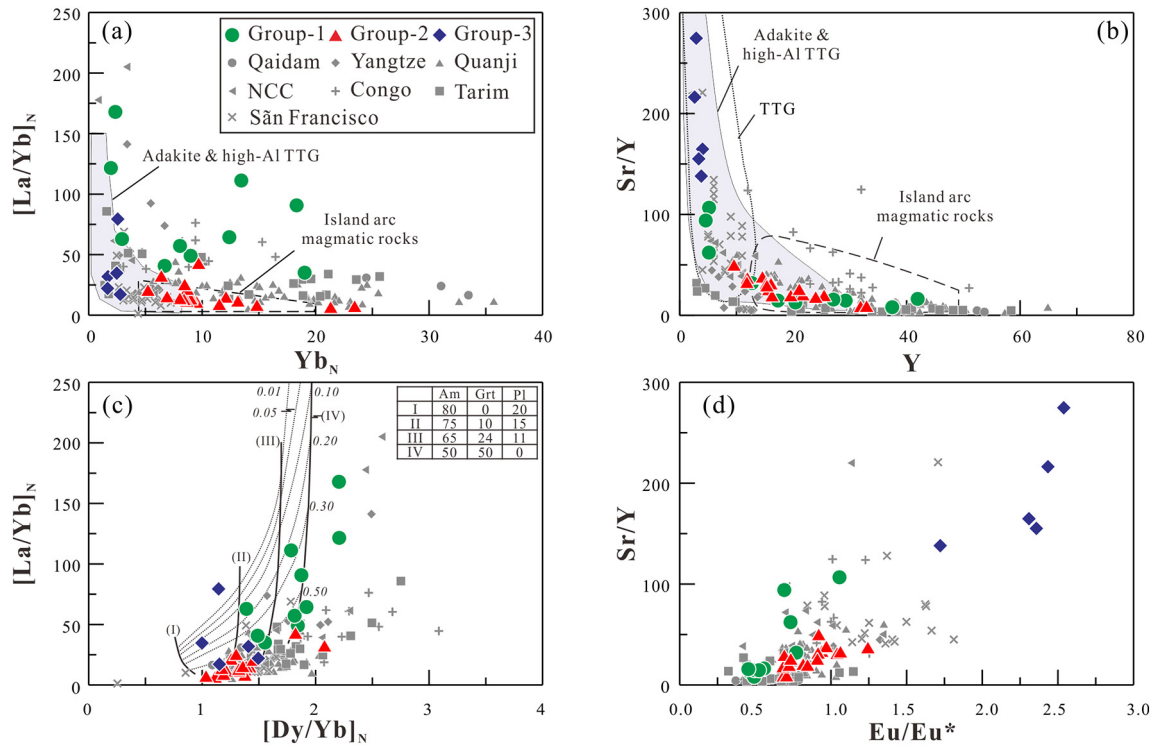 (a)
250
200
150
100
50
0
[La/Yb]N
0 10 20 30 40
YbN
Group-1 Group-2 Group-3
Qaidam Yangtze Quanji
NCC Congo Tarim
Sãn Francisco
Adakite & high-Al TTG
Island arc
magmatic rocks
(b)
300
200
100
0
Sr/Y
0 20 40 60 80
Y
Adakite &
high-Al TTG
TTG
Island arc
magmatic rocks
(c)
250
200
150
100
50
0
[La/Yb]N
0 1 2 3 4
[Dy/Yb]N
0.01
0.05
0.10
(IV)
(III)
0.20
0.30
(II)
0.50
(I)
Am Grt Pl
I 80 0 20
II 75 10 15
III 65 24 11
IV 50 50 0
(d)
300
200
100
0
Sr/Y
0.0 0.5 1.0 1.5 2.0 2.5 3.0
Eu/Eu*